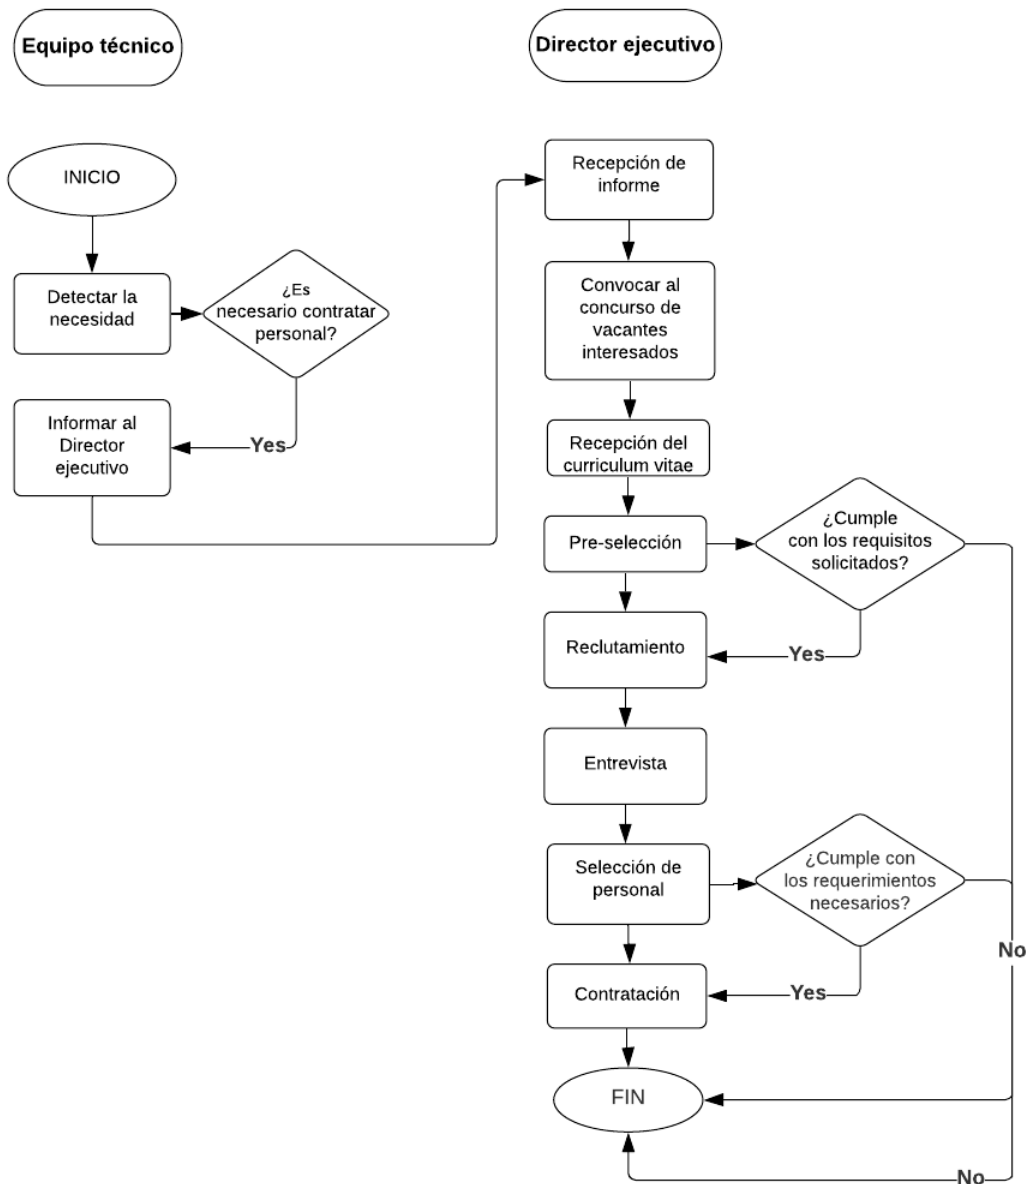 Equipo técnico
Director ejecutivo
INICIO
Detectar la
necesidad
¿Es
necesario contratar
personal?
Informar al
Director
ejecutivo
Yes
Recepción de
informe
Convocar al
concurso de
vacantes
interesados
Recepción del
curriculum vitae
Pre-selección
¿Cumple
con los requisitos
solicitados?
Reclutamiento
Yes
Entrevista
Selección de
personal
¿Cumple con
los requerimientos
necesarios?
No
Contratación
Yes
FIN
No